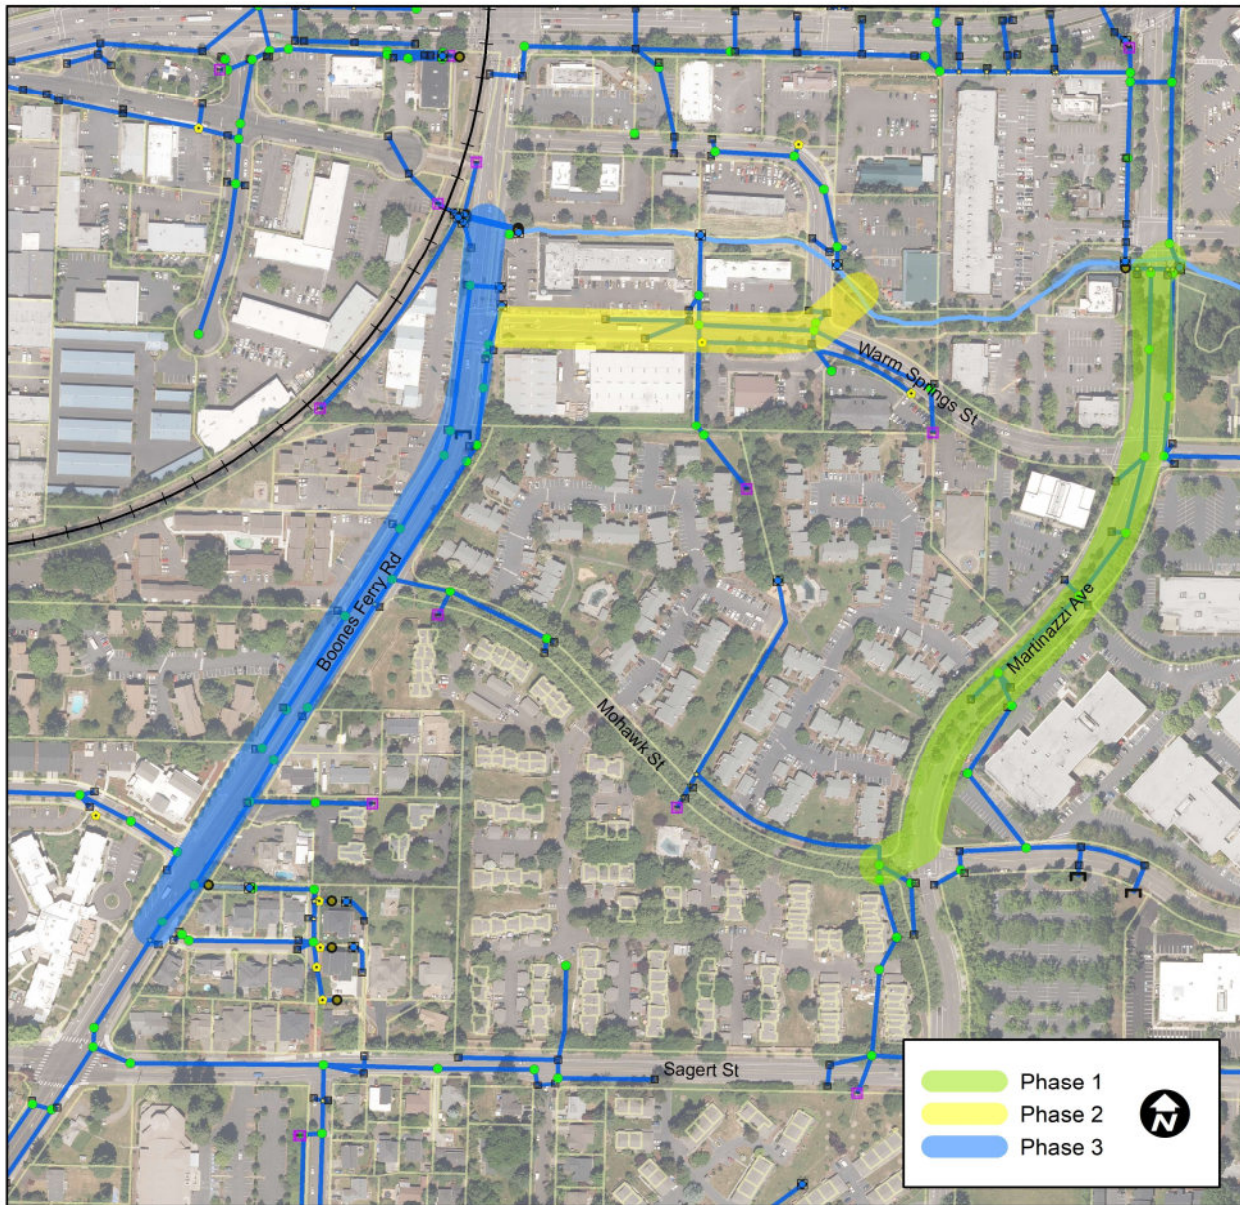 Warm Springs St
Boones Ferry Rd
Martinazzi Ave
Mohawk St
Sagert St
Phase 1
Phase 2
Phase 3
N